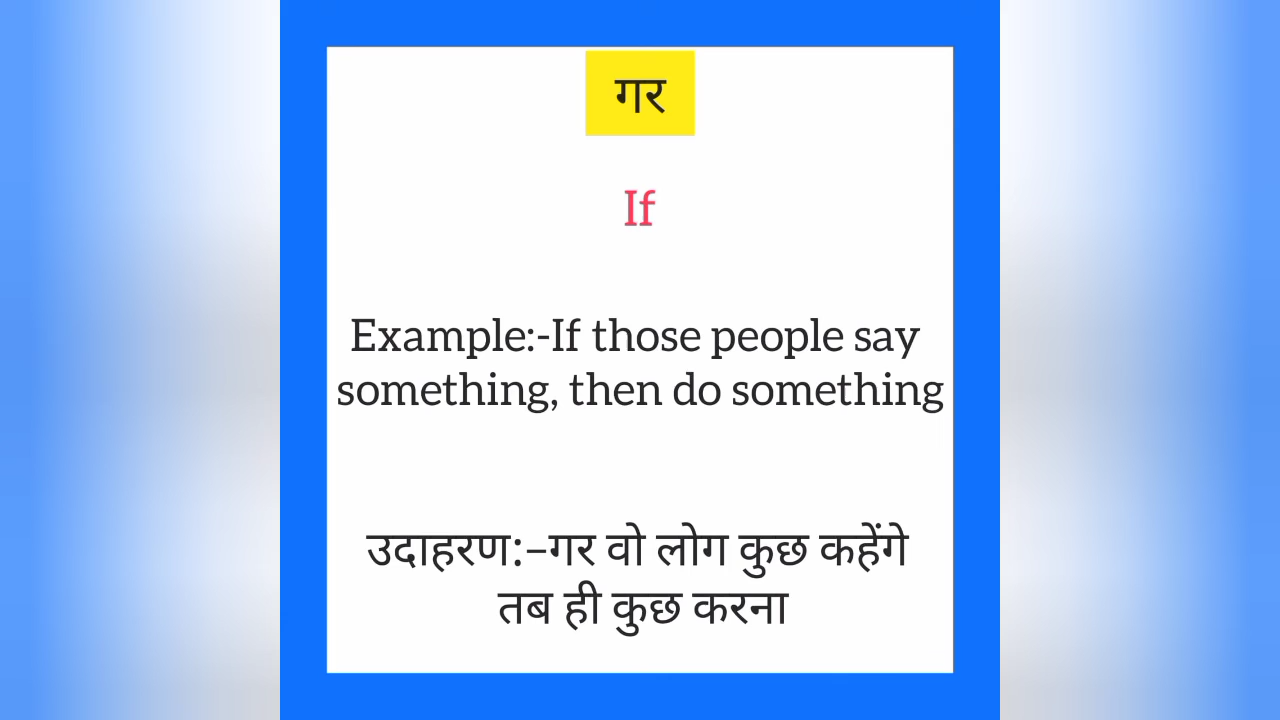 गर
If
Example:-If those people say
something, then do something
उदाहरण:–गर वो लोग कुछ कहेंगे
तब ही कुछ करना